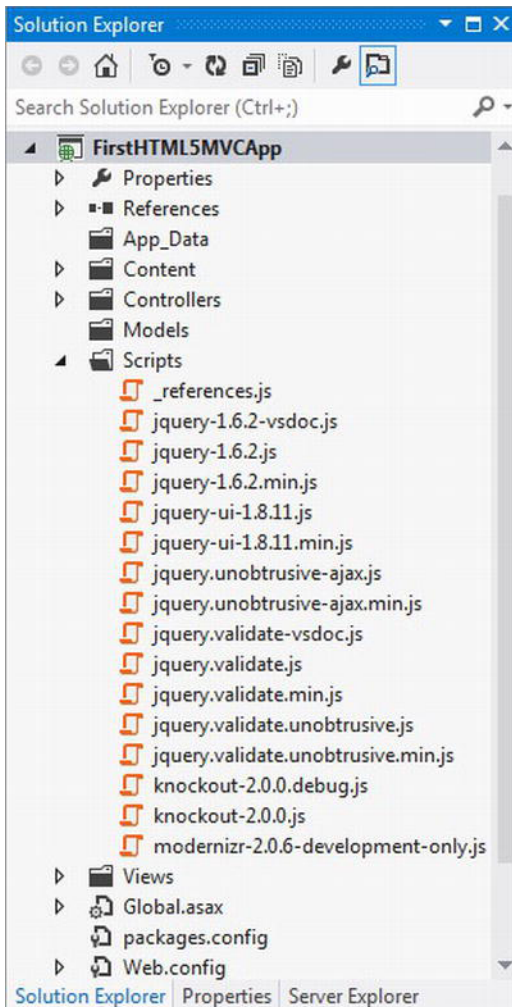 Solution Explorer
Search Solution Explorer (Ctrl+;)
FirstHTML5MVCApp
Properties
References
App_Data
Content
Controllers
Models
Scripts
_references.js
jquery-1.6.2-vsdoc.js
jquery-1.6.2.js
jquery-1.6.2.min.js
jquery-ui-1.8.11.js
jquery-ui-1.8.11.min.js
jquery.unobtrusive-ajax.js
jquery.unobtrusive-ajax.min.js
jquery.validate-vsdoc.js
jquery.validate.js
jquery.validate.min.js
jquery.validate.unobtrusive.js
jquery.validate.unobtrusive.min.js
knockout-2.0.0.debug.js
knockout-2.0.0.js
modernizr-2.0.6-development-only.js
Views
Global.asax
packages.config
Web.config
Solution Explorer Properties Server Explorer